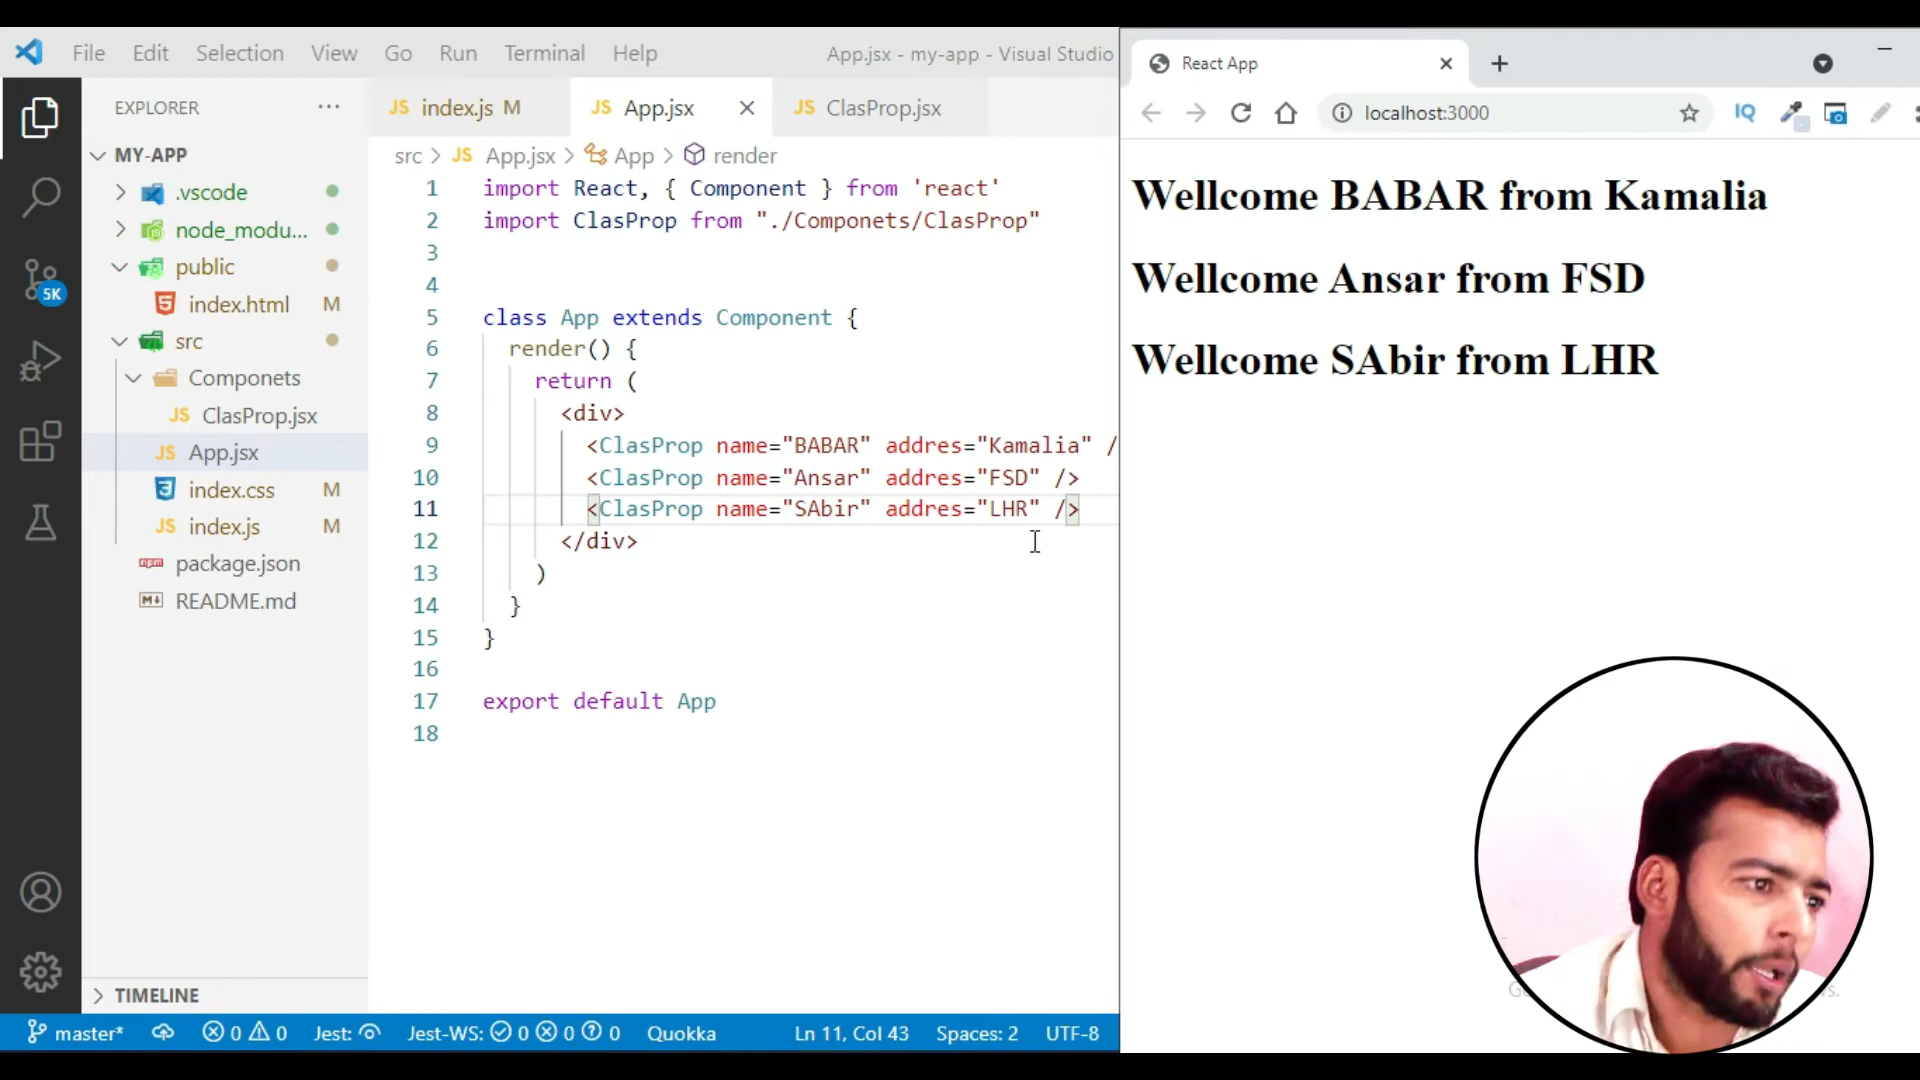 File Edit Selection View Go Run Terminal Help App.jsx - my-app - Visual Studio
EXPLORER ...
MY-APP
.vscode
node_modu...
public
index.html M
src
Componets
ClasProp.jsx
App.jsx
index.css M
index.js M
package.json
README.md
TIMELINE
5K
JS index.js M JS App.jsx JS ClasProp.jsx
src > JS App.jsx > App > render
1 import React, { Component } from 'react'
2 import ClasProp from "./Componets/ClasProp"
3
4
5 class App extends Component {
6 render() {
7 return (
8 <div>
9 <ClasProp name="BABAR" addres="Kamalia" /
10 <ClasProp name="Ansar" addres="FSD" />
11 <ClasProp name="SAbir" addres="LHR" />
12 </div>
13 )
14 }
15 }
16
17 export default App
18
master* 0 0 Jest: Jest-WS: 0 0 0 Quokka Ln 11, Col 43 Spaces: 2 UTF-8
React App
localhost:3000
IQ
Wellcome BABAR from Kamalia
Wellcome Ansar from FSD
Wellcome SAbir from LHR